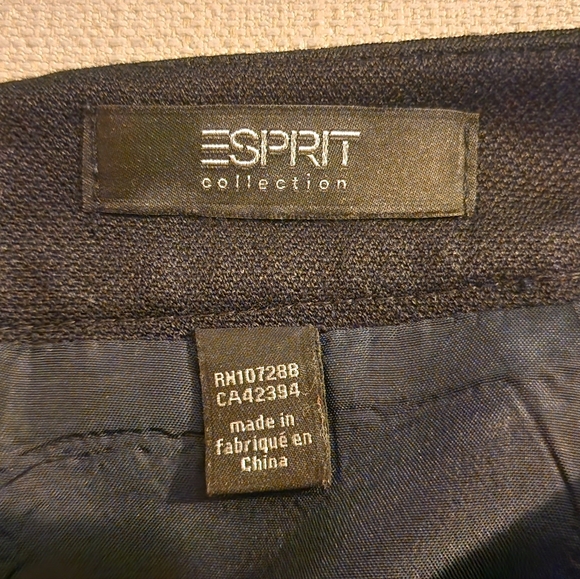 ESPRIT
collection
RN107288
CA42394
made in
fabriqué en
China